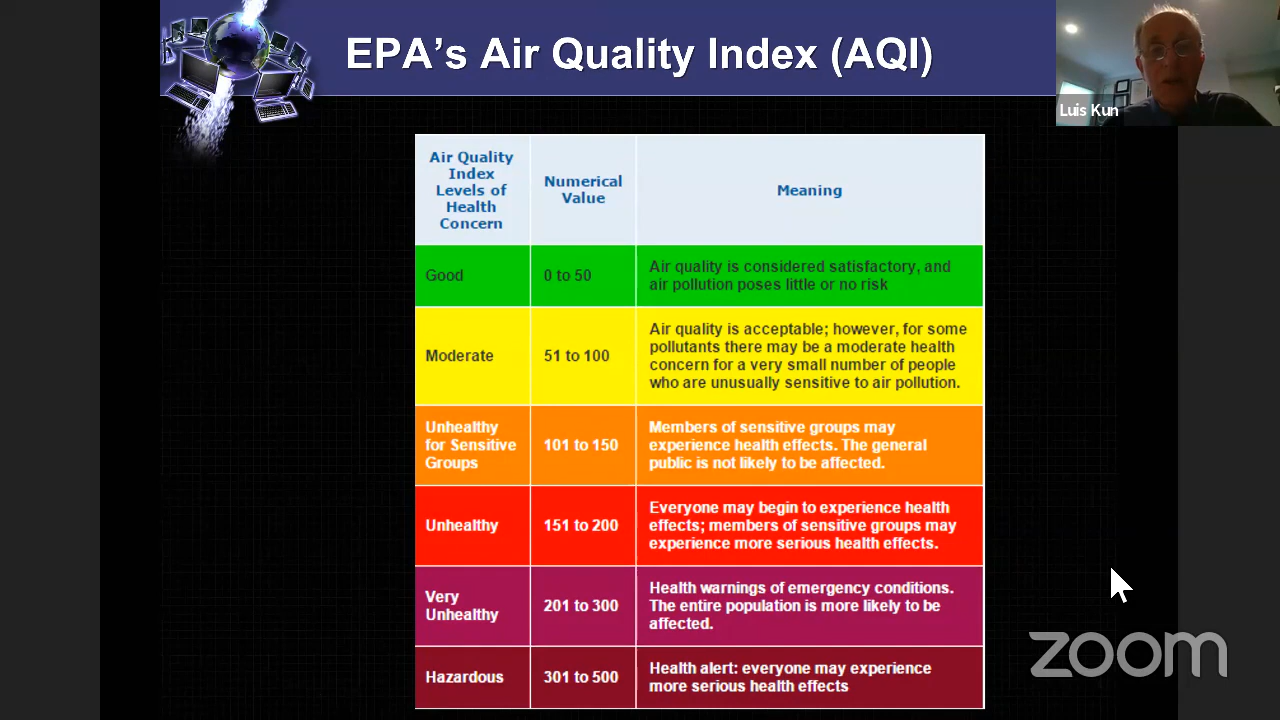 EPA’s Air Quality Index (AQI)
Luis Kun
Air Quality
Index
Levels of
Health
Concern
Numerical
Value
Meaning
Good
0 to 50
Air quality is considered satisfactory, and
air pollution poses little or no risk
Moderate
51 to 100
Air quality is acceptable; however, for some
pollutants there may be a moderate health
concern for a very small number of people
who are unusually sensitive to air pollution.
Unhealthy
for Sensitive
Groups
101 to 150
Members of sensitive groups may
experience health effects. The general
public is not likely to be affected.
Unhealthy
151 to 200
Everyone may begin to experience health
effects; members of sensitive groups may
experience more serious health effects.
Very
Unhealthy
201 to 300
Health warnings of emergency conditions.
The entire population is more likely to be
affected.
Hazardous
301 to 500
Health alert: everyone may experience
more serious health effects
zoom